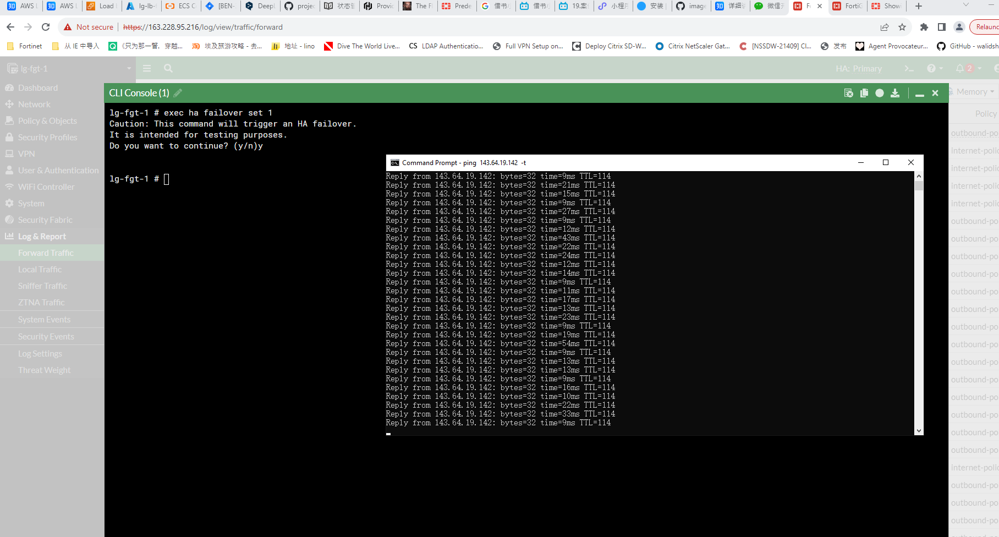 知 AWS L
知 AWS L
Load
lg-lb-
ECS C
[BEN-
DeepL
projec
状态管
Provic
The F
Prede
借书小
借书小
19.案
小程序
安装
image
知 详细
微信开
F
FortiG
Show
Not secure https://163.228.95.216/log/view/traffic/forward
Relaunc
Fortinet
从 IE 中导入
《只为那一瞥, 穿越...
埃及旅游攻略 - 去...
地址 - lino
Dive The World Live...
CS LDAP Authenticatio...
Full VPN Setup on...
Deploy Citrix SD-W...
Citrix NetScaler Gat...
[NSSDW-21409] Cl...
发布
Agent Provocateur...
GitHub - walidsh
lg-fgt-1
HA: Primary
>_
2
Dashboard
Network
Policy & Objects
Security Profiles
VPN
User & Authentication
WiFi Controller
System
Security Fabric
Log & Report
Forward Traffic
Local Traffic
Sniffer Traffic
ZTNA Traffic
System Events
Security Events
Log Settings
Threat Weight
CLI Console (1)
lg-fgt-1 # exec ha failover set 1
Caution: This command will trigger an HA failover.
It is intended for testing purposes.
Do you want to continue? (y/n)y
lg-fgt-1 #
Command Prompt - ping 143.64.19.142 -t
Reply from 143.64.19.142: bytes=32 time=9ms TTL=114
Reply from 143.64.19.142: bytes=32 time=21ms TTL=114
Reply from 143.64.19.142: bytes=32 time=15ms TTL=114
Reply from 143.64.19.142: bytes=32 time=9ms TTL=114
Reply from 143.64.19.142: bytes=32 time=27ms TTL=114
Reply from 143.64.19.142: bytes=32 time=9ms TTL=114
Reply from 143.64.19.142: bytes=32 time=12ms TTL=114
Reply from 143.64.19.142: bytes=32 time=43ms TTL=114
Reply from 143.64.19.142: bytes=32 time=22ms TTL=114
Reply from 143.64.19.142: bytes=32 time=24ms TTL=114
Reply from 143.64.19.142: bytes=32 time=12ms TTL=114
Reply from 143.64.19.142: bytes=32 time=14ms TTL=114
Reply from 143.64.19.142: bytes=32 time=9ms TTL=114
Reply from 143.64.19.142: bytes=32 time=11ms TTL=114
Reply from 143.64.19.142: bytes=32 time=17ms TTL=114
Reply from 143.64.19.142: bytes=32 time=13ms TTL=114
Reply from 143.64.19.142: bytes=32 time=23ms TTL=114
Reply from 143.64.19.142: bytes=32 time=9ms TTL=114
Reply from 143.64.19.142: bytes=32 time=19ms TTL=114
Reply from 143.64.19.142: bytes=32 time=54ms TTL=114
Reply from 143.64.19.142: bytes=32 time=9ms TTL=114
Reply from 143.64.19.142: bytes=32 time=13ms TTL=114
Reply from 143.64.19.142: bytes=32 time=13ms TTL=114
Reply from 143.64.19.142: bytes=32 time=9ms TTL=114
Reply from 143.64.19.142: bytes=32 time=16ms TTL=114
Reply from 143.64.19.142: bytes=32 time=10ms TTL=114
Reply from 143.64.19.142: bytes=32 time=22ms TTL=114
Reply from 143.64.19.142: bytes=32 time=33ms TTL=114
Reply from 143.64.19.142: bytes=32 time=9ms TTL=114
Memory
Policy
outbound-po
internet-polic
internet-polic
internet-polic
internet-polic
outbound-po
outbound-po
outbound-po
outbound-po
outbound-po
outbound-po
outbound-po
outbound-po
outbound-po
outbound-po
outbound-po
outbound-po
outbound-po
outbound-po
internet-polic
outbound-po
outbound-po
outbound-po